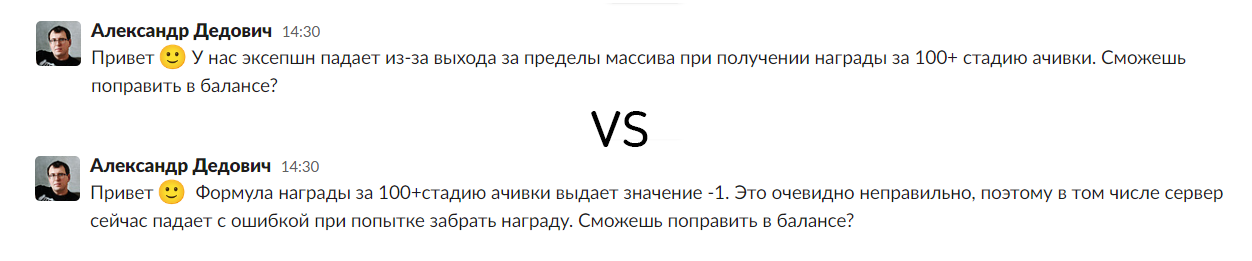 Александр Дедович 14:30
Привет 🙂 У нас эксепшн падает из-за выхода за пределы массива при получении награды за 100+ стадию ачивки. Сможешь
поправить в балансе?
VS
Александр Дедович 14:30
Привет 🙂 Формула награды за 100+стадию ачивки выдает значение -1. Это очевидно неправильно, поэтому в том числе сервер
сейчас падает с ошибкой при попытке забрать награду. Сможешь поправить в балансе?